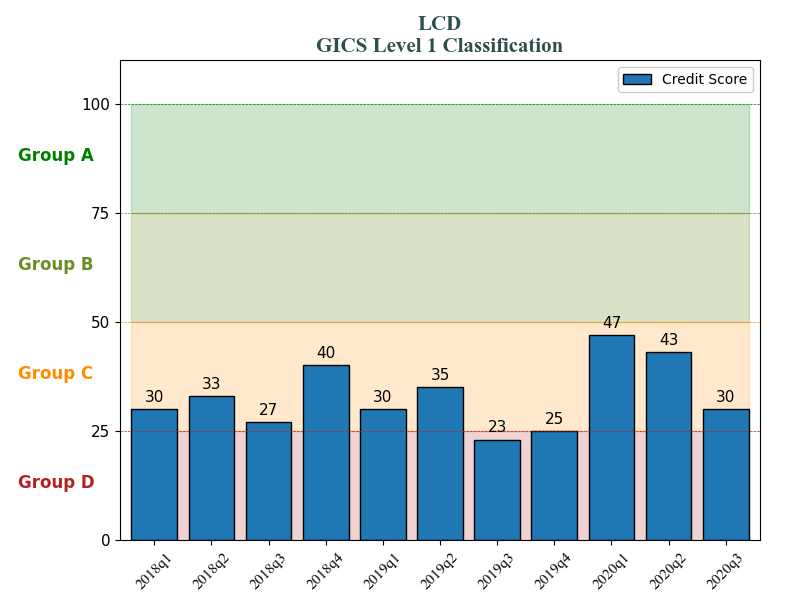 LCD
GICS Level 1 Classification
Credit Score
100
Group A
75
Group B
50
47
43
40
Group C
35
33
30
30
30
27
25
25
23
Group D
0
2018q1 2018q2 2018q3 2018q4 2019q1 2019q2 2019q3 2019q4 2020q1 2020q2 2020q3